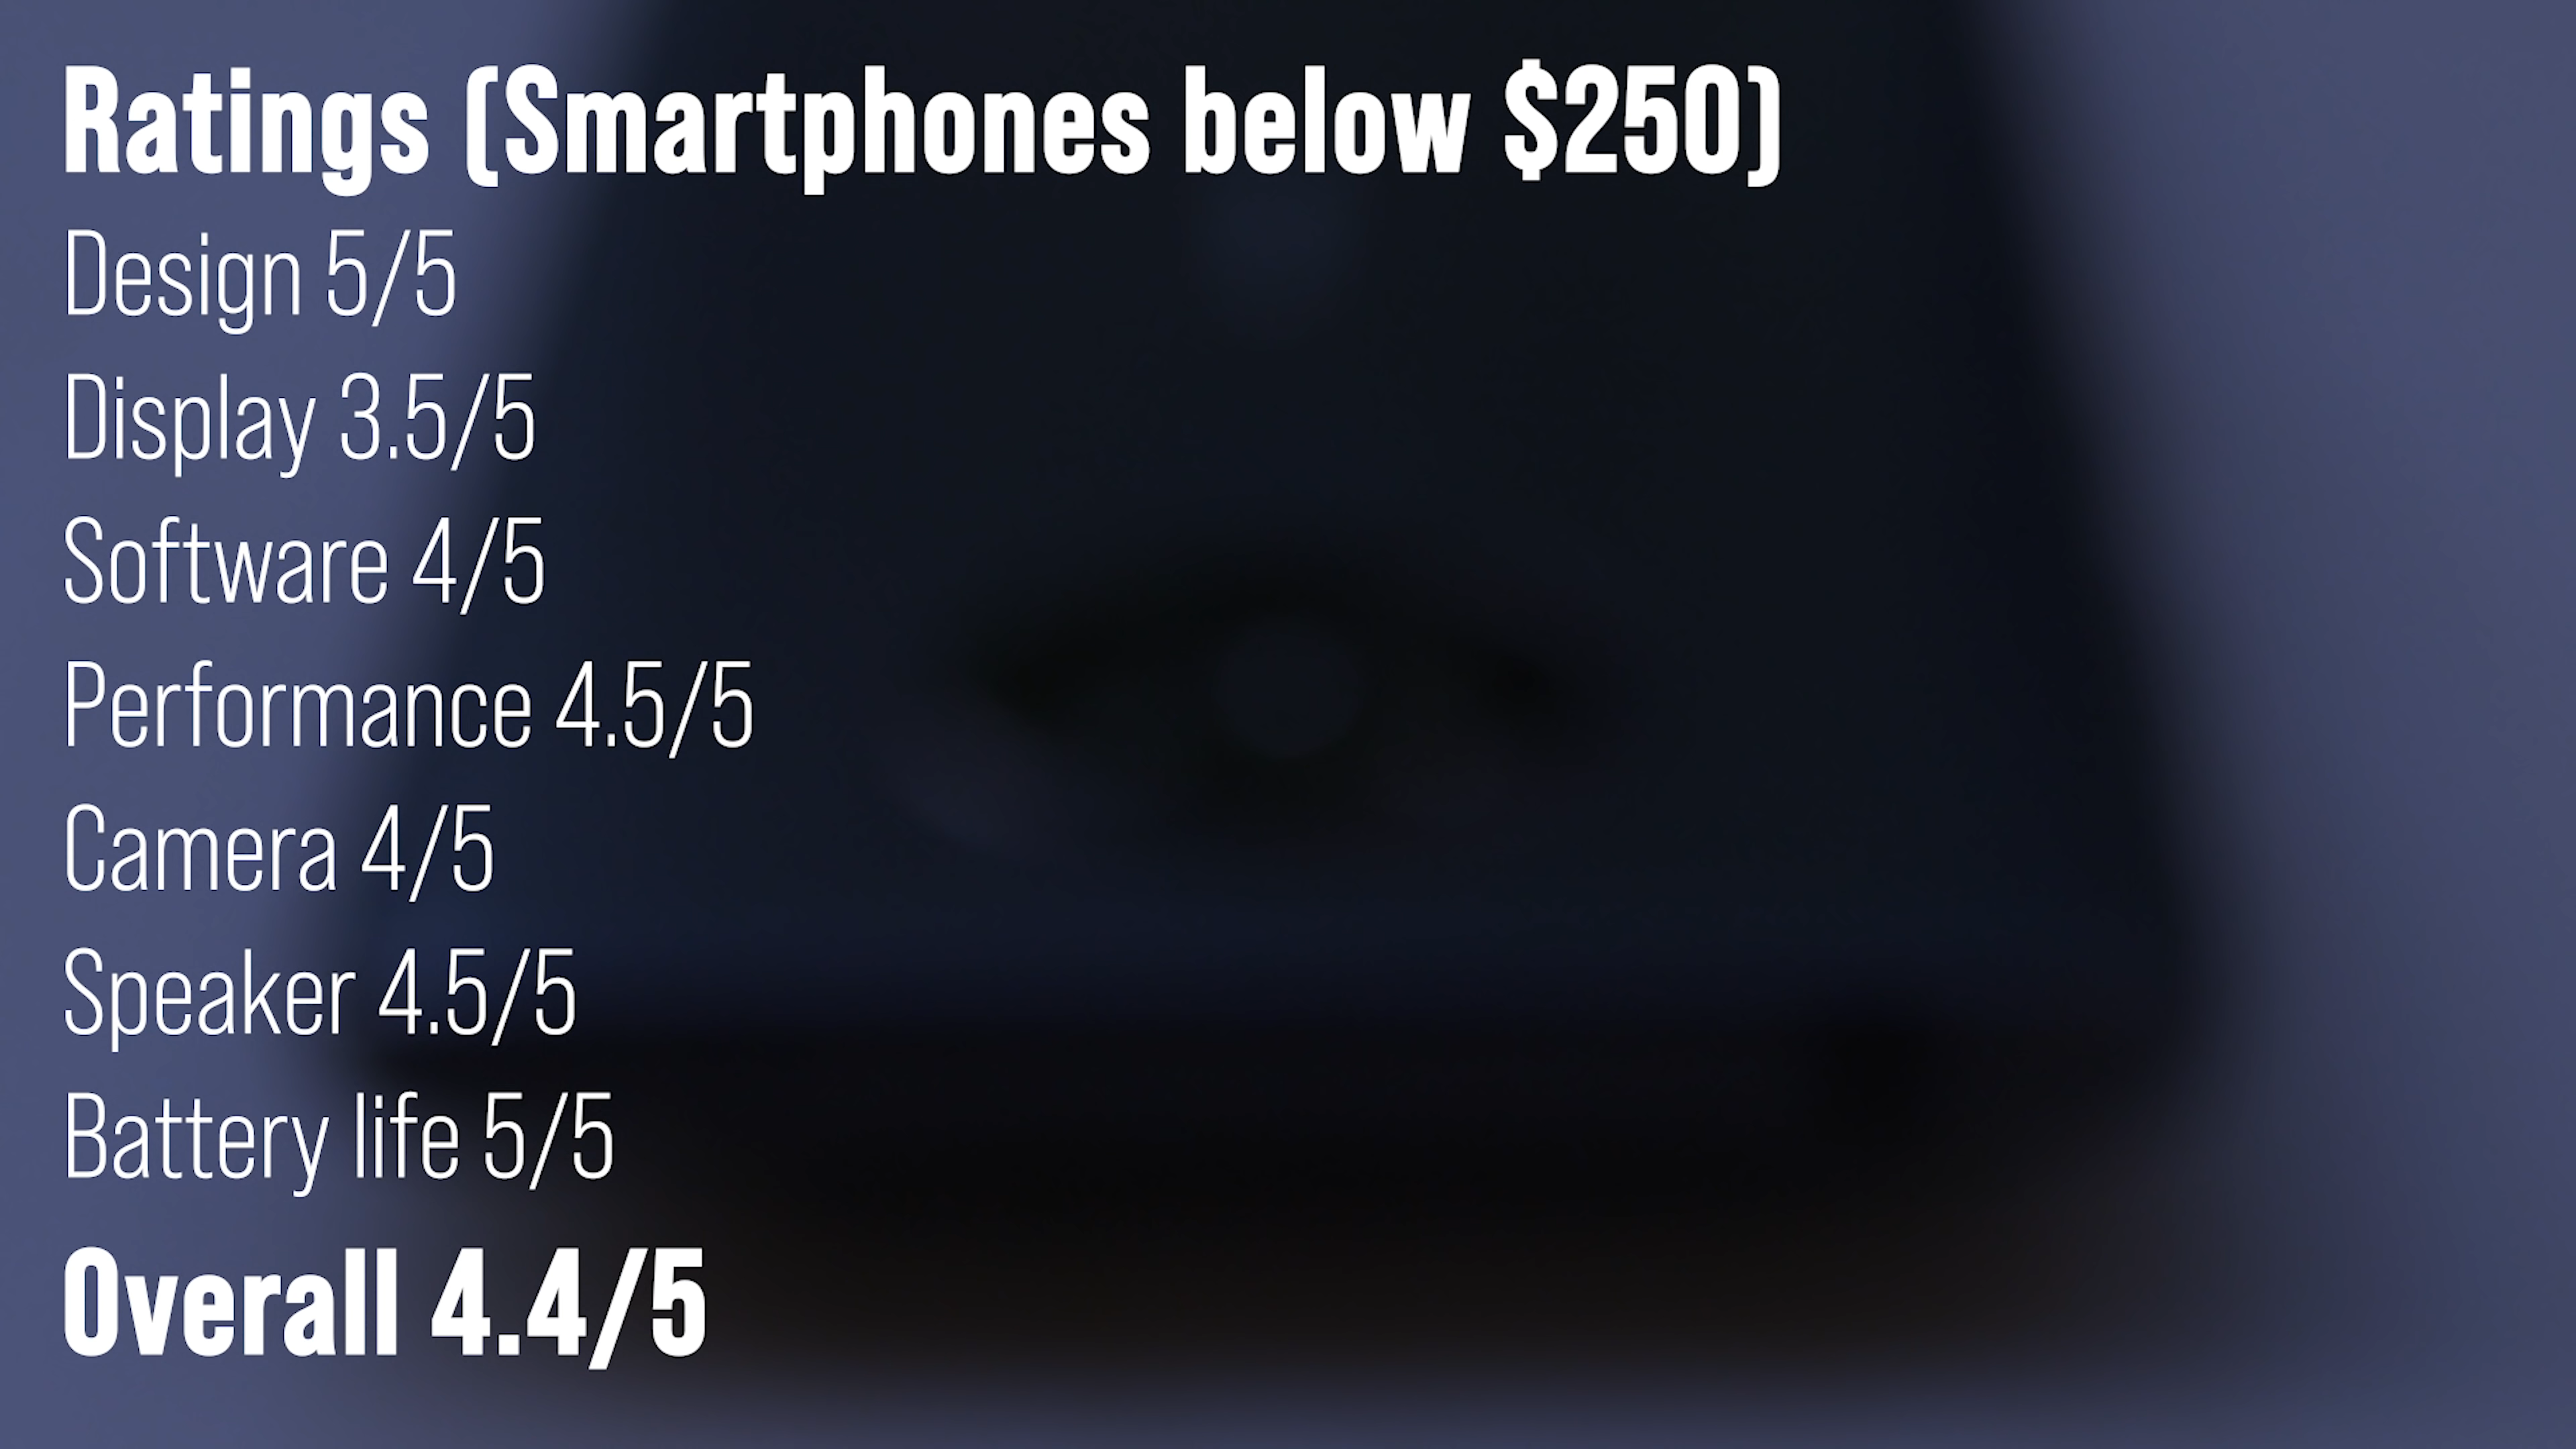 Ratings (Smartphones below $250)
Design 5/5
Display 3.5/5
Software 4/5
Performance 4.5/5
Camera 4/5
Speaker 4.5/5
Battery life 5/5
Overall 4.4/5